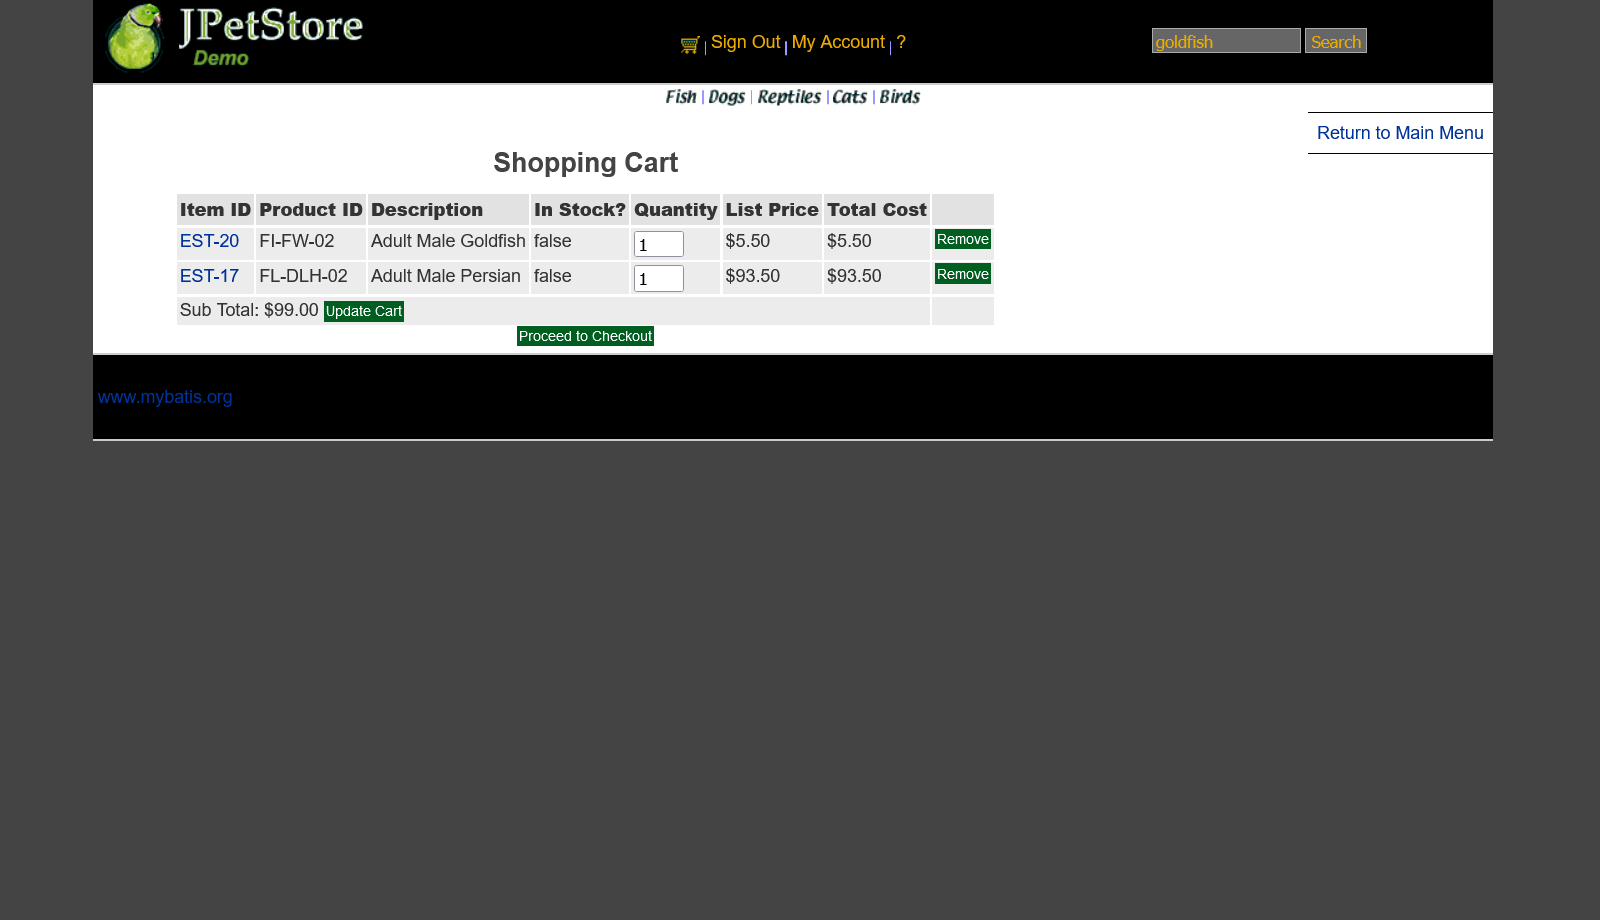 JPetStore
Demo
Sign Out | My Account | ?
goldfish Search
Fish | Dogs | Reptiles | Cats | Birds
Return to Main Menu
Shopping Cart
Item ID Product ID Description In Stock? Quantity List Price Total Cost
EST-20 FI-FW-02 Adult Male Goldfish false 1 $5.50 $5.50 Remove
EST-17 FL-DLH-02 Adult Male Persian false 1 $93.50 $93.50 Remove
Sub Total: $99.00 Update Cart
Proceed to Checkout
www.mybatis.org